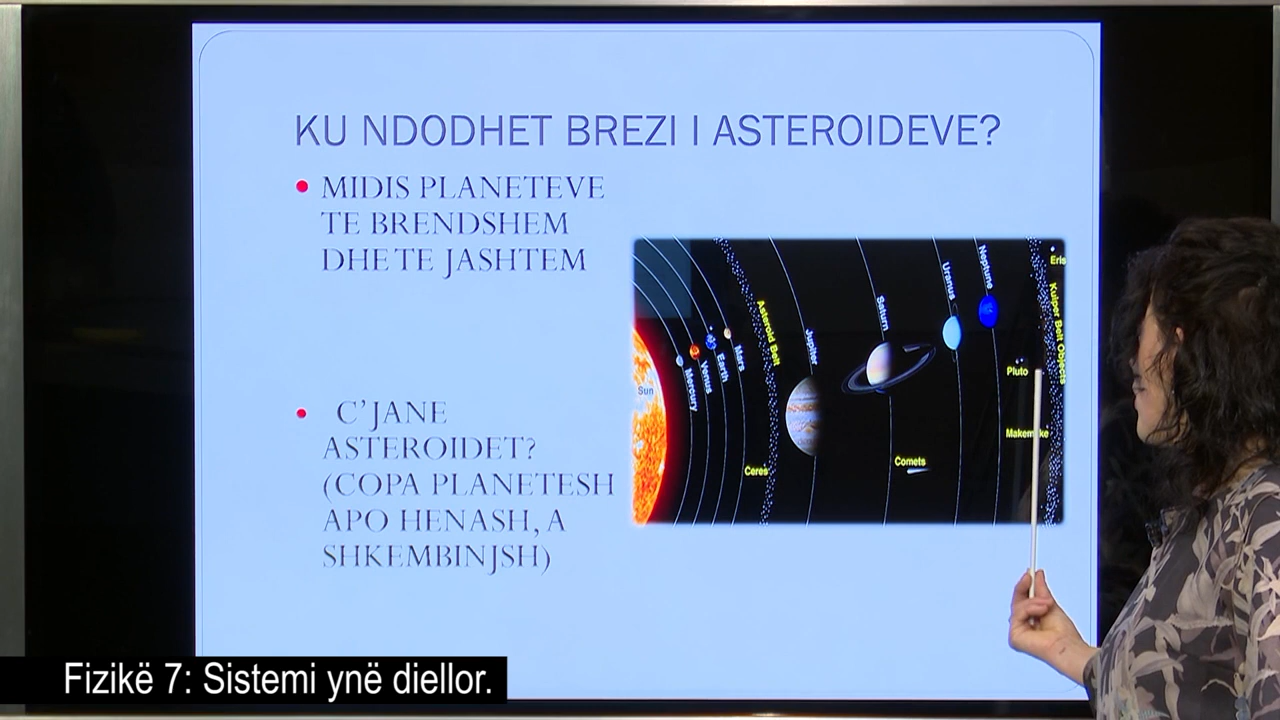 KU NDODHET BREZI I ASTEROIDEVE?
MIDIS PLANETEVE
TE BRENDSHEM
DHE TE JASHTEM
C'JANE
ASTEROIDET?
(COPA PLANETESH
APO HENASH, A
SHKEMBINJSH)
Sun
Mercury
Venus
Earth
Mars
Asteroid Belt
Ceres
Jupiter
Saturn
Comets
Uranus
Neptune
Pluto
Eris
Kuiper Belt Objects
Fizikë 7: Sistemi ynë diellor.